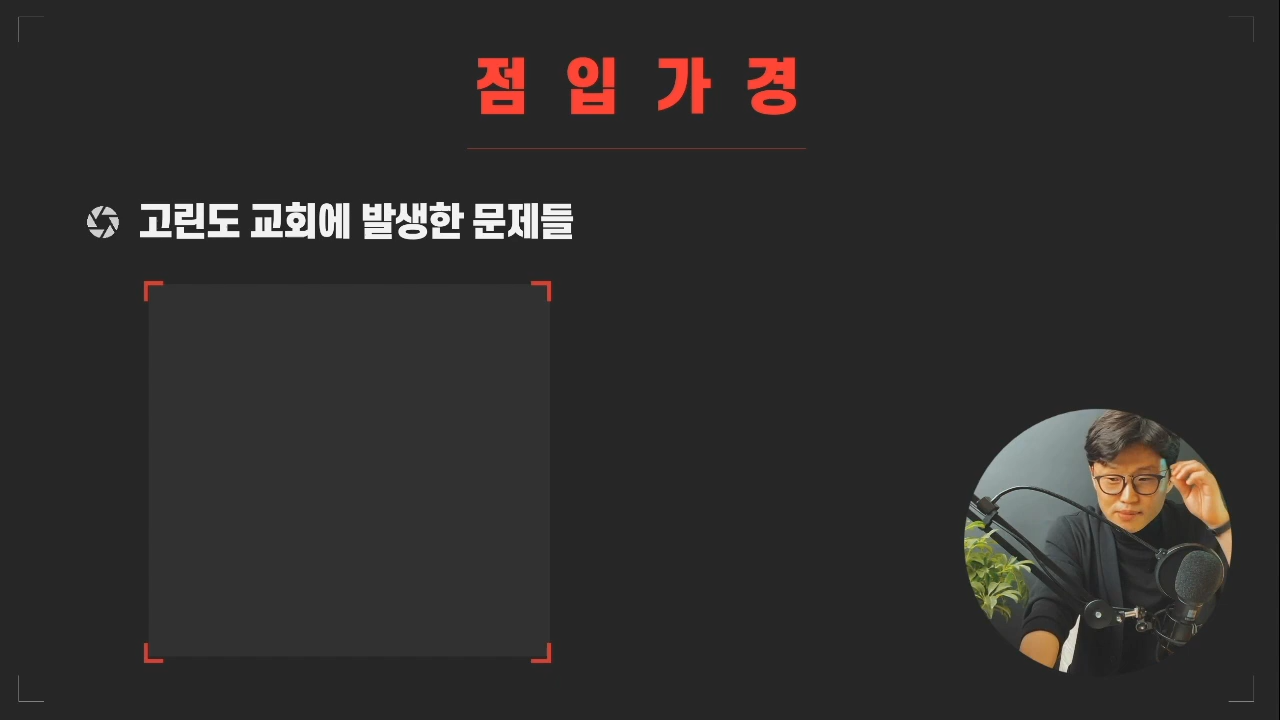 점 입 가 경
고린도 교회에 발생한 문제들